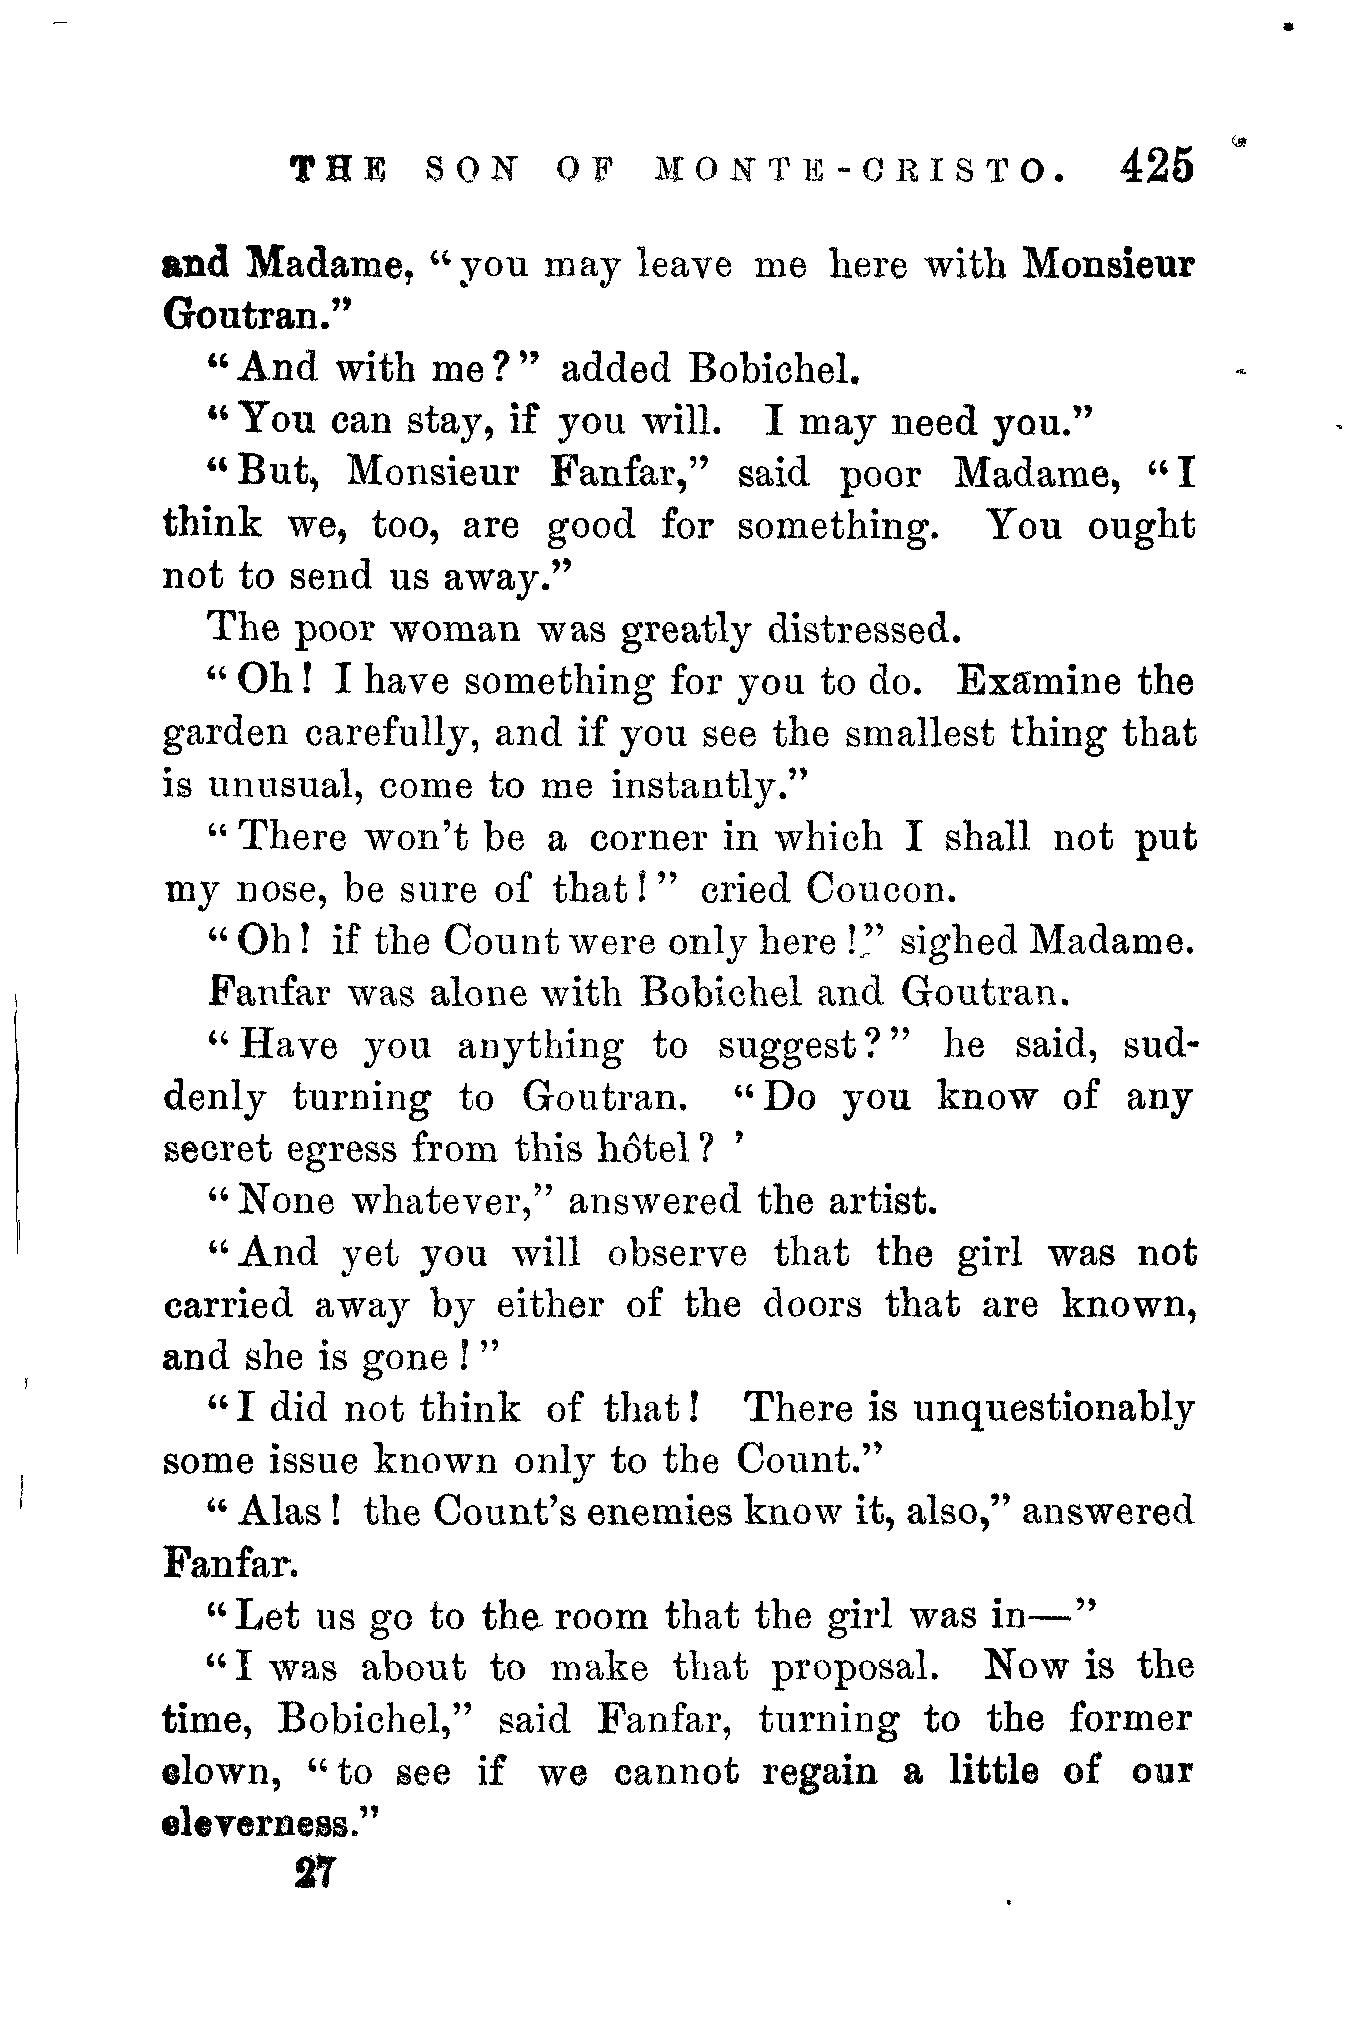 THE SON OF MONTE-CRISTO. 425
and Madame, “you may leave me here with Monsieur
Goutran.”
“And with me?” added Bobichel.
“You can stay, if you will. I may need you.”
“But, Monsieur Fanfar,” said poor Madame, “I
think we, too, are good for something. You ought
not to send us away.”
The poor woman was greatly distressed.
“Oh! I have something for you to do. Examine the
garden carefully, and if you see the smallest thing that
is unusual, come to me instantly.”
“There won’t be a corner in which I shall not put
my nose, be sure of that!” cried Coucon.
“Oh! if the Count were only here!” sighed Madame.
Fanfar was alone with Bobichel and Goutran.
“Have you anything to suggest?” he said, sud-
denly turning to Goutran. “Do you know of any
secret egress from this hôtel?’
“None whatever,” answered the artist.
“And yet you will observe that the girl was not
carried away by either of the doors that are known,
and she is gone!”
“I did not think of that! There is unquestionably
some issue known only to the Count.”
“Alas! the Count’s enemies know it, also,” answered
Fanfar.
“Let us go to the room that the girl was in—”
“I was about to make that proposal. Now is the
time, Bobichel,” said Fanfar, turning to the former
clown, “to see if we cannot regain a little of our
cleverness.”
27